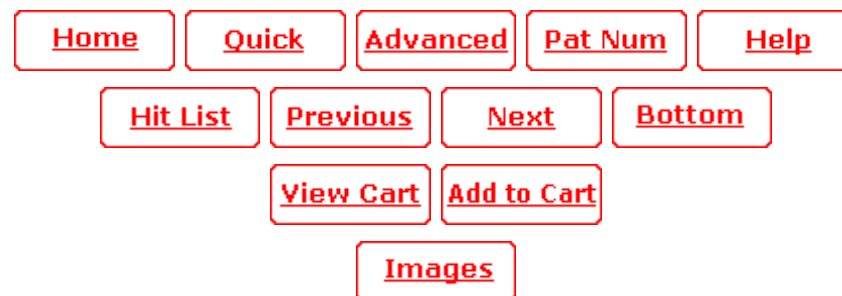 Home Quick Advanced Pat Num Help
Hit List Previous Next Bottom
View Cart Add to Cart
Images